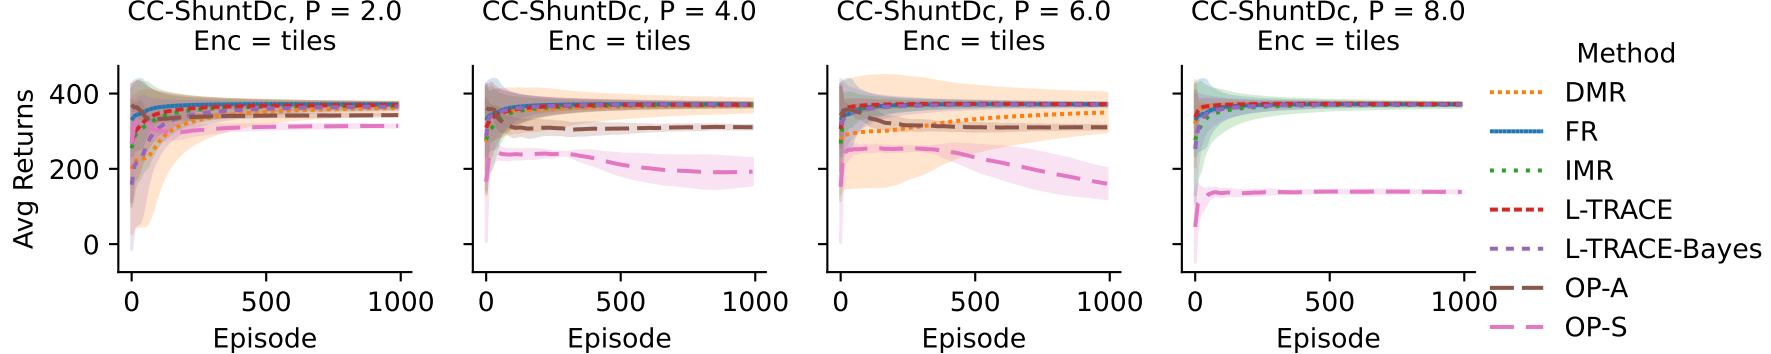 CC-ShuntDc, P = 2.0
Enc = tiles
CC-ShuntDc, P = 4.0
Enc = tiles
CC-ShuntDc, P = 6.0
Enc = tiles
CC-ShuntDc, P = 8.0
Enc = tiles
Avg Returns
400
200
0
0 500 1000
Episode
0 500 1000
Episode
0 500 1000
Episode
0 500 1000
Episode
Method
DMR
FR
IMR
L-TRACE
L-TRACE-Bayes
OP-A
OP-S